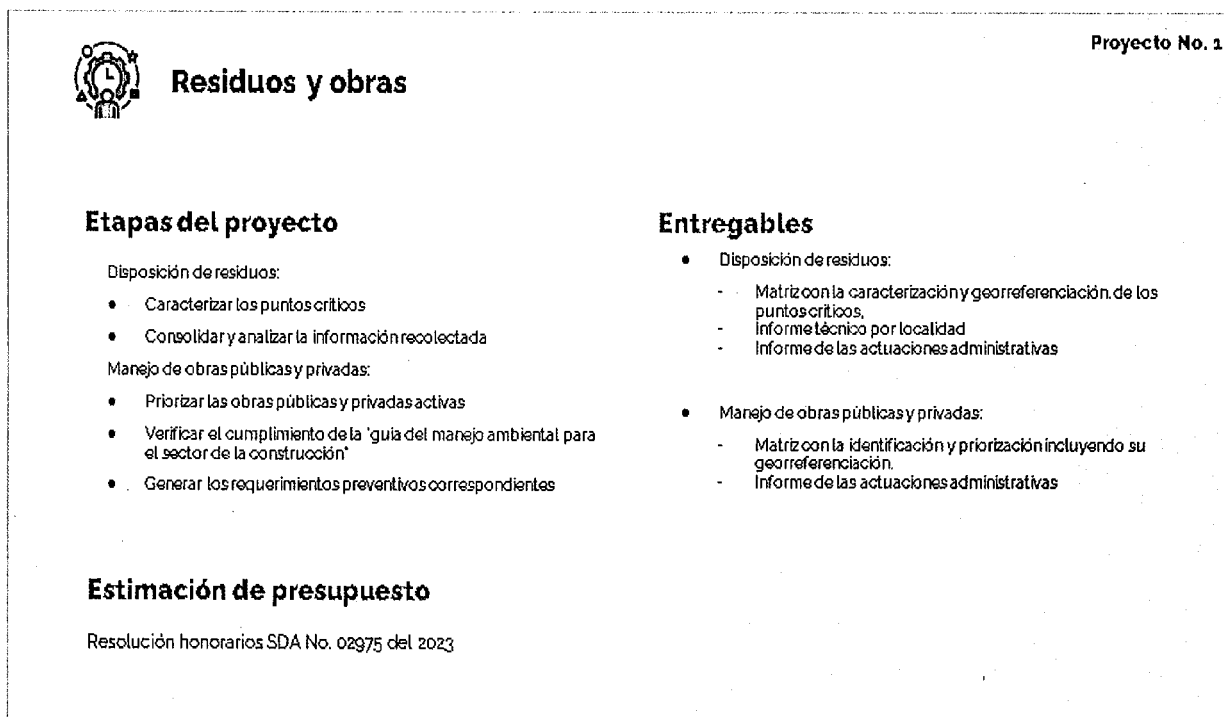 Proyecto No. 1
Residuos y obras
Etapas del proyecto
Disposición de residuos:
• Caracterizar los puntos críticos
• Consolidar y analizar la información recolectada
Manejo de obras públicas y privadas:
• Priorizar las obras públicas y privadas activas
• Verificar el cumplimiento de la "guia del manejo ambiental para
el sector de la construcción"
• Generar los requerimientos preventivos correspondientes
Entregables
• Disposición de residuos:
- Matriz con la caracterización y georreferenciación de los
puntos críticos,
- Informe técnico por localidad
- Informe de las actuaciones administrativas
• Manejo de obras públicas y privadas:
- Matriz con la identificación y priorización incluyendo su
georreferenciación.
- Informe de las actuaciones administrativas
Estimación de presupuesto
Resolución honorarios SDA No. 02975 del 2023